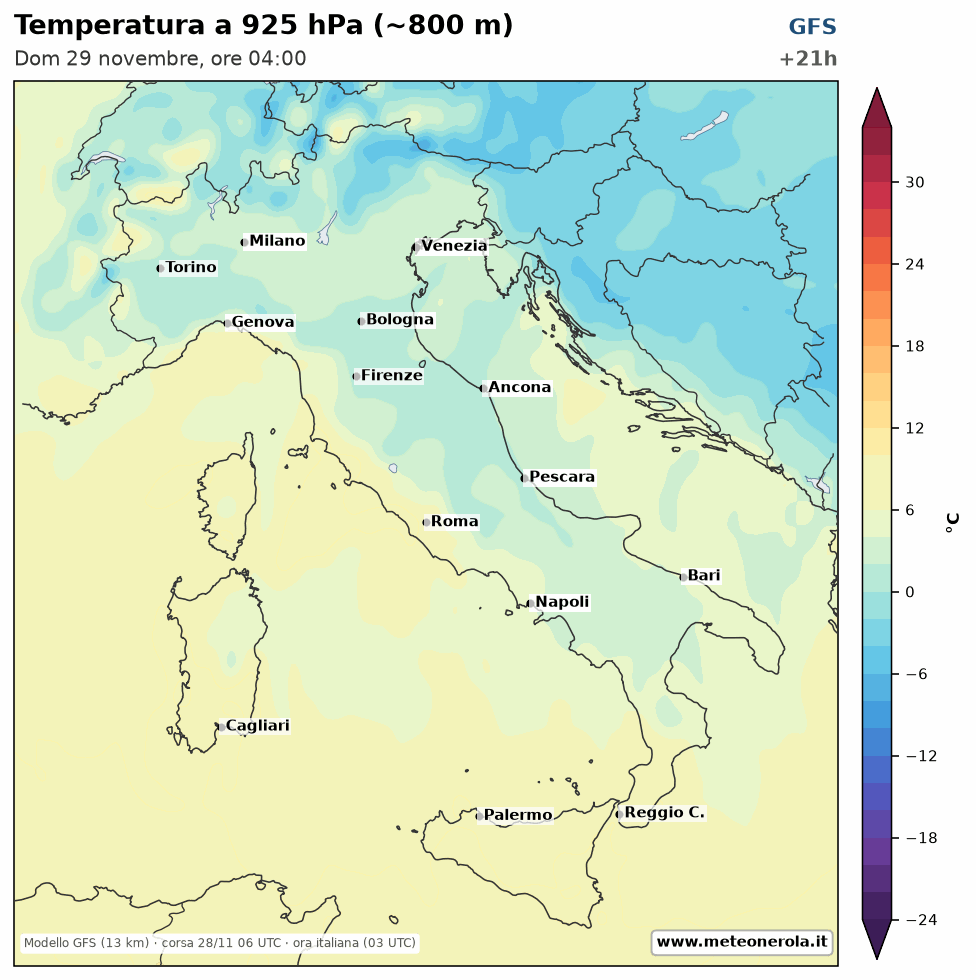 Temperatura a 925 hPa (~800 m)
GFS
Dom 29 novembre, ore 04:00
+21h
Milano
Venezia
Torino
Genova
Bologna
Firenze
Ancona
Pescara
Roma
Bari
Napoli
Cagliari
Palermo
Reggio C.
30
24
18
12
6
0
−6
−12
−18
−24
°C
Modello GFS (13 km) · corsa 28/11 06 UTC · ora italiana (03 UTC)
www.meteonerola.it